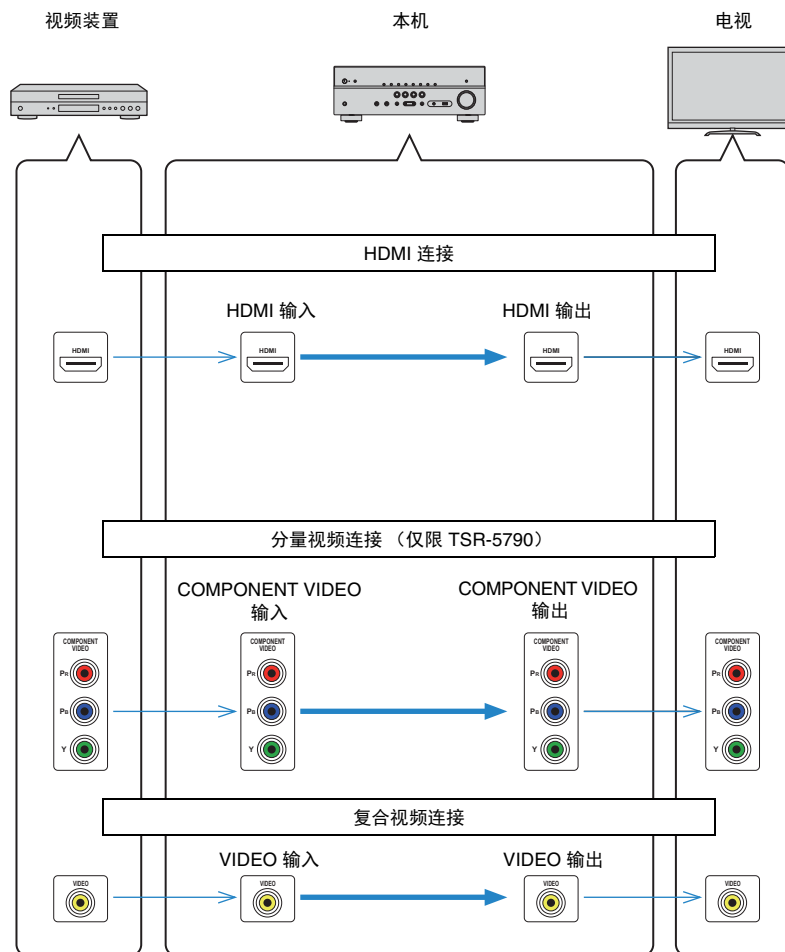 视频装置 本机 电视
HDMI 连接
HDMI 输入 HDMI 输出
HDMI HDMI HDMI HDMI
分量视频连接 （仅限 TSR-5790）
COMPONENT VIDEO COMPONENT VIDEO
输入 输出
COMPONENT COMPONENT COMPONENT COMPONENT
VIDEO VIDEO VIDEO VIDEO
PR PR PR PR
PB PB PB PB
Y Y Y Y
复合视频连接
VIDEO 输入 VIDEO 输出
VIDEO VIDEO VIDEO VIDEO